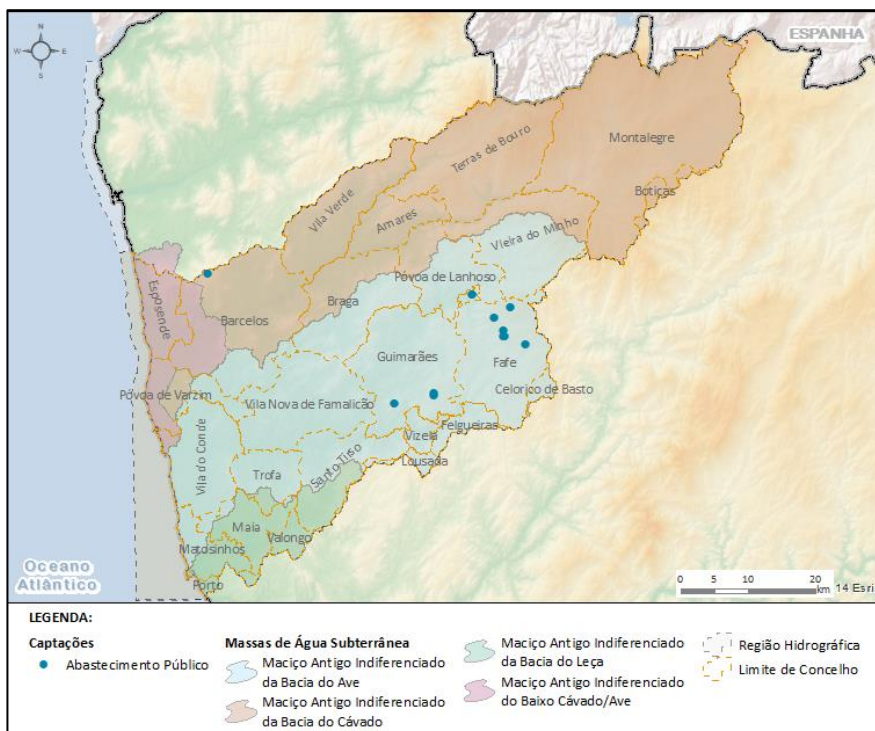 N
W
E
S
ESPANHA
Montalegre
Terras de Bouro
Botiças
Vila Verde
Amares
Vieira do Minho
Póvoa de Lanhoso
Braga
Esposende
Barcelos
Guimarães
Fafe
Póvoa de Varzim
Vila Nova de Famalicão
Celorico de Basto
Vila do Conde
Felgueiras
Vizela
Santo Tirso
Lousada
Trofa
Maia
Valongo
Matosinhos
Porto
Oceano
Atlântico
0 5 10 20
km
14 Esri
LEGENDA:
Captações
Abastecimento Público
Massas de Água Subterrânea
Maciço Antigo Indiferenciado
da Bacia do Ave
Maciço Antigo Indiferenciado
da Bacia do Cávado
Maciço Antigo Indiferenciado
da Bacia do Leça
Maciço Antigo Indiferenciado
do Baixo Cávado/Ave
Região Hidrográfica
Limite de Concelho